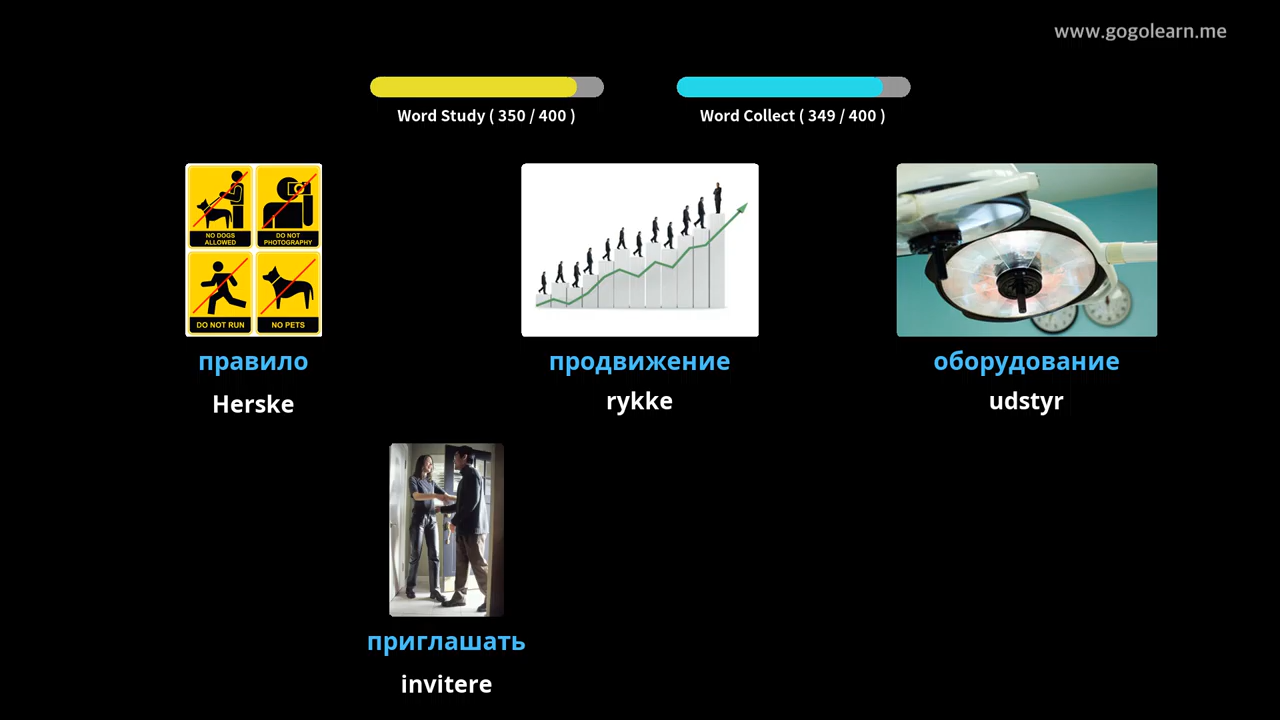 www.gogolearn.me
Word Study ( 350 / 400 )
Word Collect ( 349 / 400 )
NO DOGS
ALLOWED
DO NOT
PHOTOGRAPHY
DO NOT RUN
NO PETS
правило
Herske
продвижение
rykke
оборудование
udstyr
приглашать
invitere